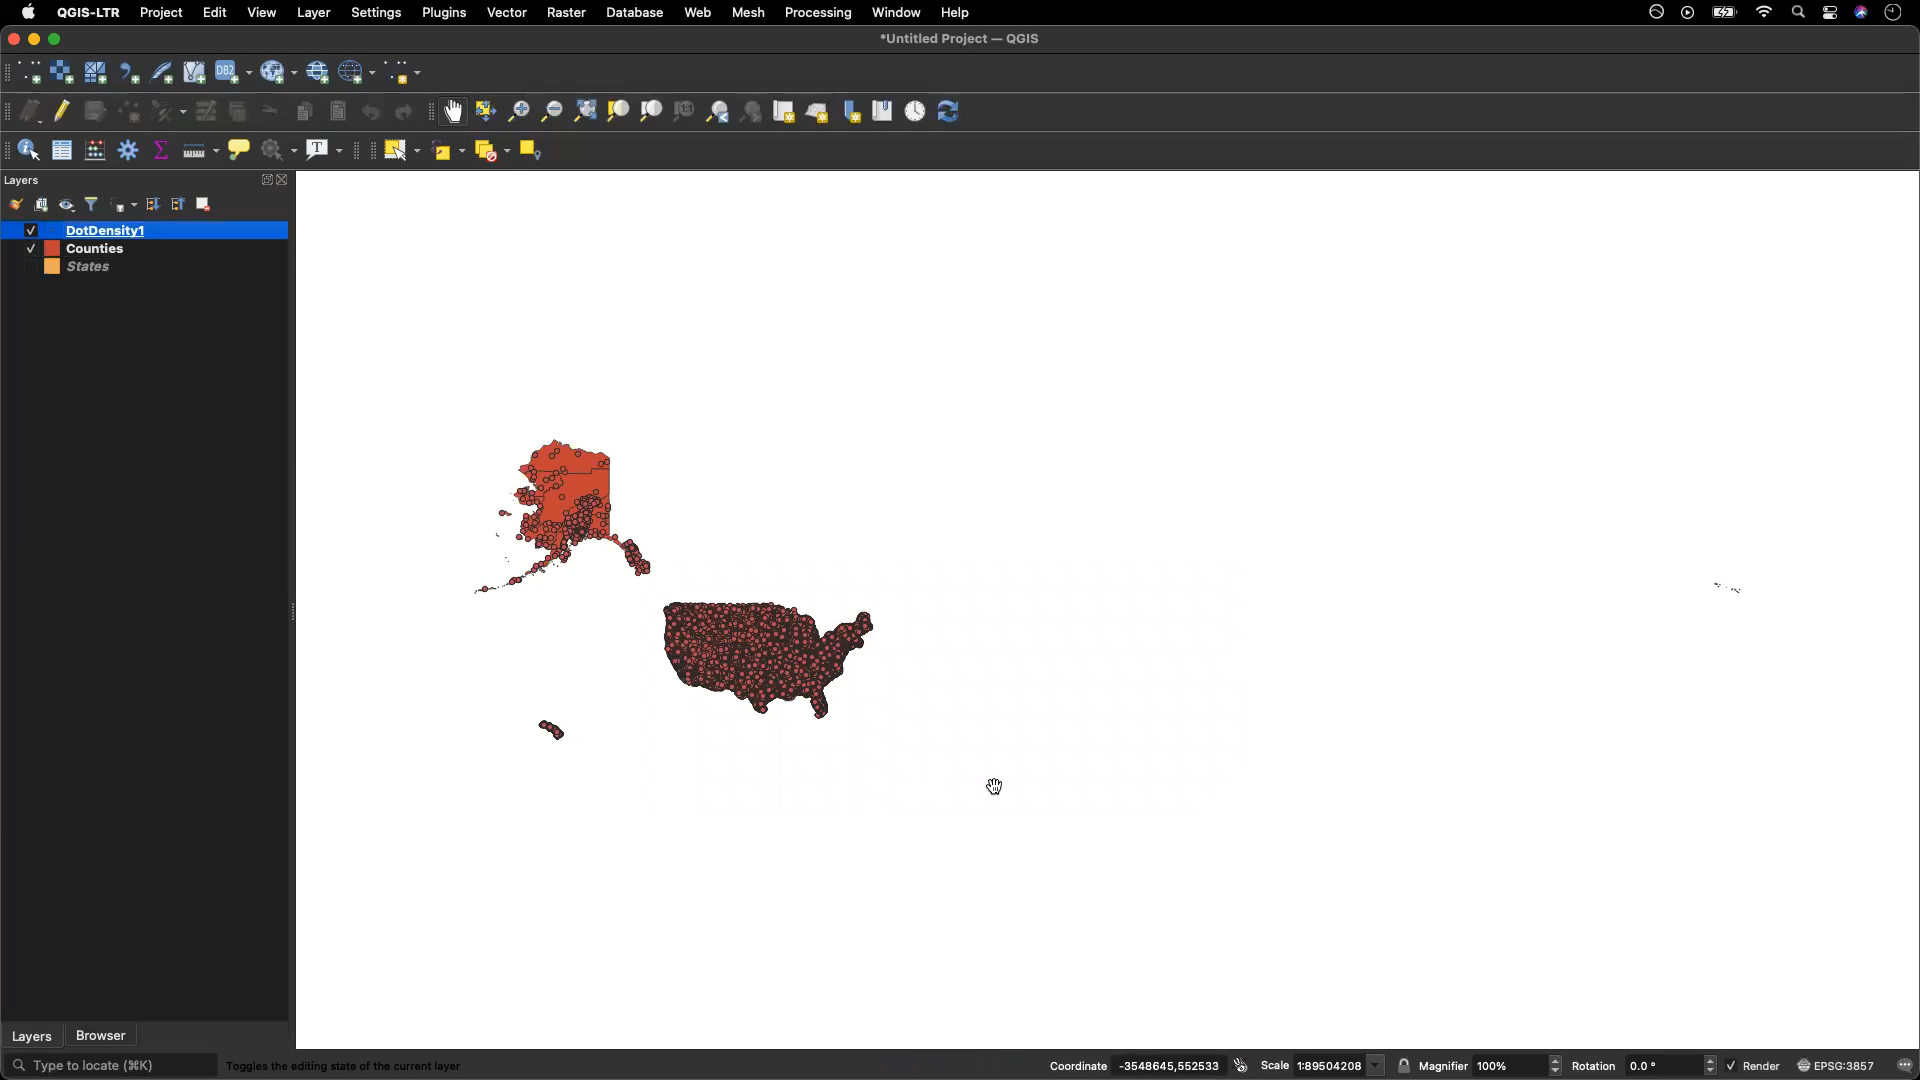 QGIS-LTR Project Edit View Layer Settings Plugins Vector Raster Database Web Mesh Processing Window Help
*Untitled Project — QGIS
DB2
T
Layers
DotDensity1
Counties
States
Layers Browser
Type to locate (⌘K) Toggles the editing state of the current layer Coordinate -3548645,552533 Scale 1:89504208 Magnifier 100% Rotation 0.0 ° Render EPSG:3857